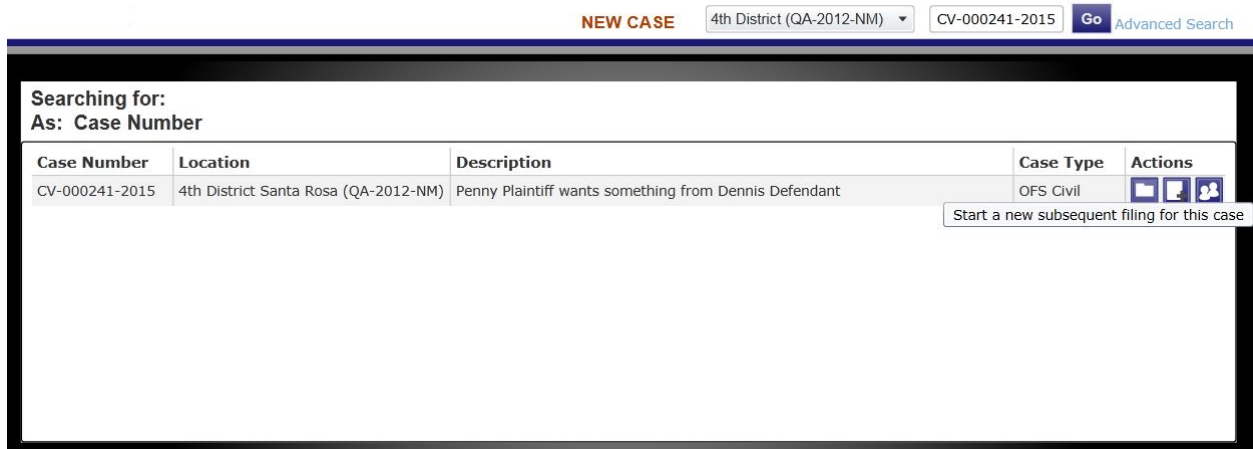 NEW CASE 4th District (QA-2012-NM) CV-000241-2015 Go Advanced Search
Searching for:
As: Case Number
Case Number Location Description Case Type Actions
CV-000241-2015 4th District Santa Rosa (QA-2012-NM) Penny Plaintiff wants something from Dennis Defendant OFS Civil
Start a new subsequent filing for this case